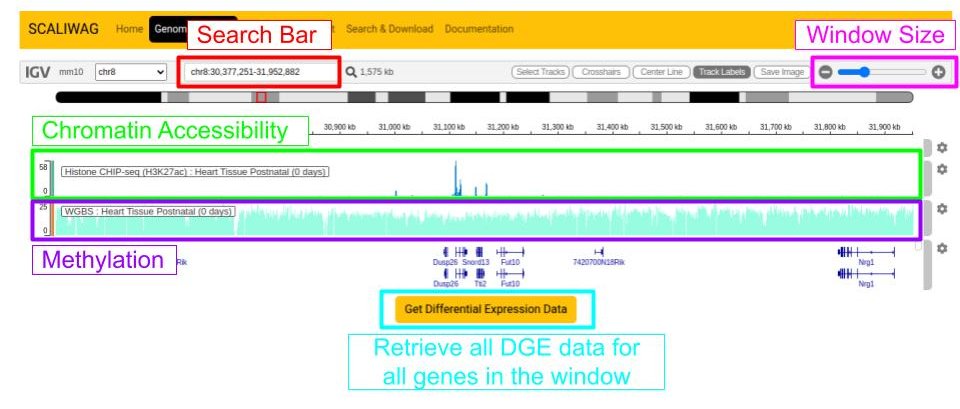 SCALIWAG Home Genom t Search & Download Documentation
Search Bar
Window Size
IGV mm10 chr8 chr8:30,377,251-31,952,882 1,575 kb Select Tracks Crosshairs Center Line Track Labels Save Image
Chromatin Accessibility
30,900 kb 31,000 kb 31,100 kb 31,200 kb 31,300 kb 31,400 kb 31,500 kb 31,600 kb 31,700 kb 31,800 kb 31,900 kb
58
Histone CHIP-seq (H3K27ac) : Heart Tissue Postnatal (0 days)
0
25
WGBS : Heart Tissue Postnatal (0 days)
0
Methylation
Rik Dusp26 Snord13 Fut10 7420700N18Rik Nrg1
Dusp26 Tti2 Fut10 Nrg1
Get Differential Expression Data
Retrieve all DGE data for
all genes in the window